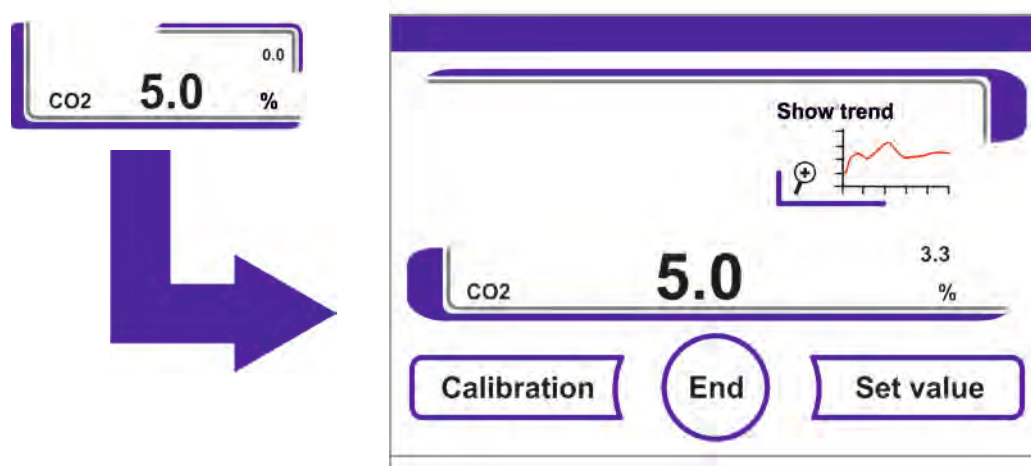 0.0
CO2 5.0 %
Show trend
3.3
CO2 5.0 %
Calibration End Set value